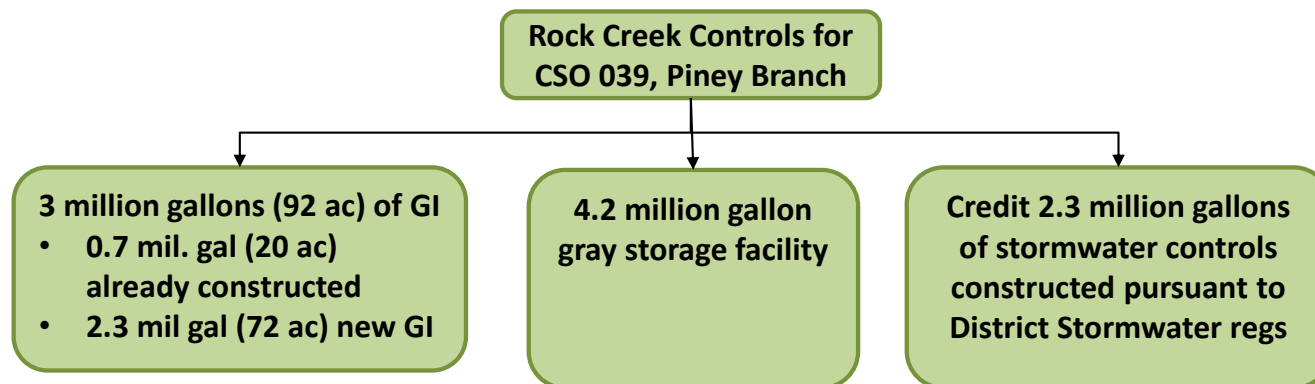 Rock Creek Controls for
CSO 039, Piney Branch
3 million gallons (92 ac) of GI
• 0.7 mil. gal (20 ac)
already constructed
• 2.3 mil gal (72 ac) new GI
4.2 million gallon
gray storage facility
Credit 2.3 million gallons
of stormwater controls
constructed pursuant to
District Stormwater regs